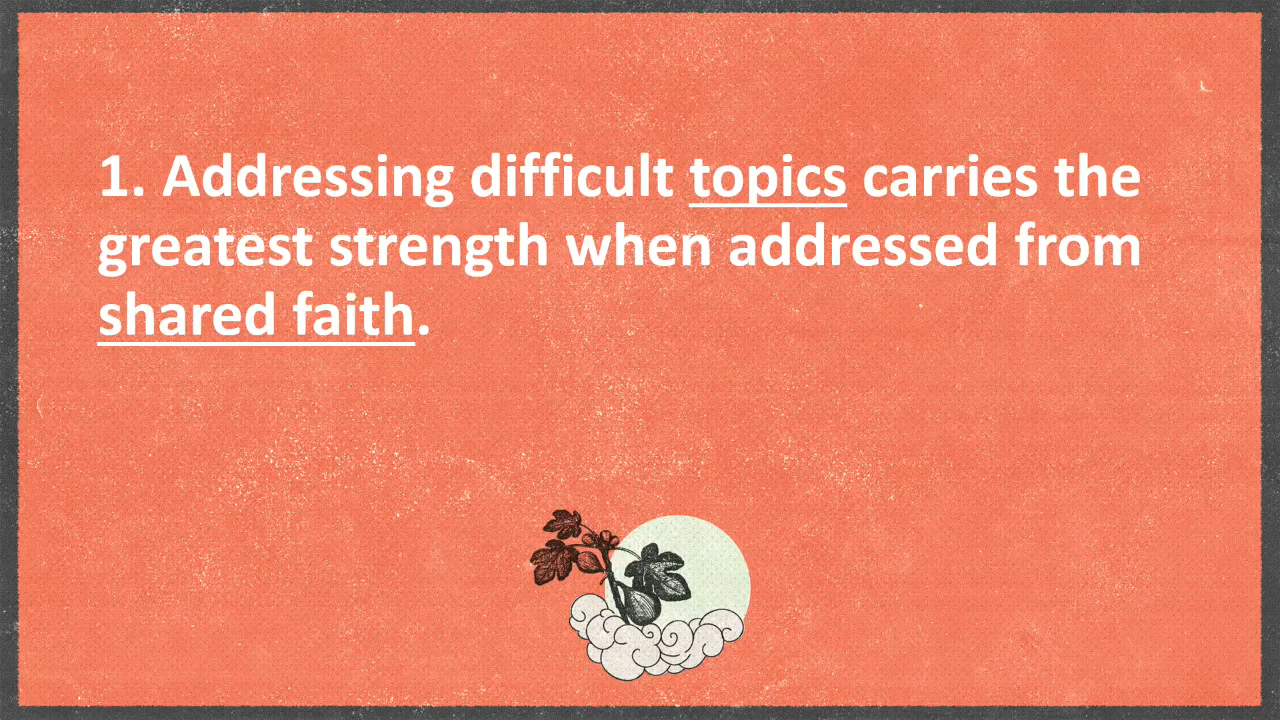 1. Addressing difficult topics carries the
greatest strength when addressed from
shared faith.